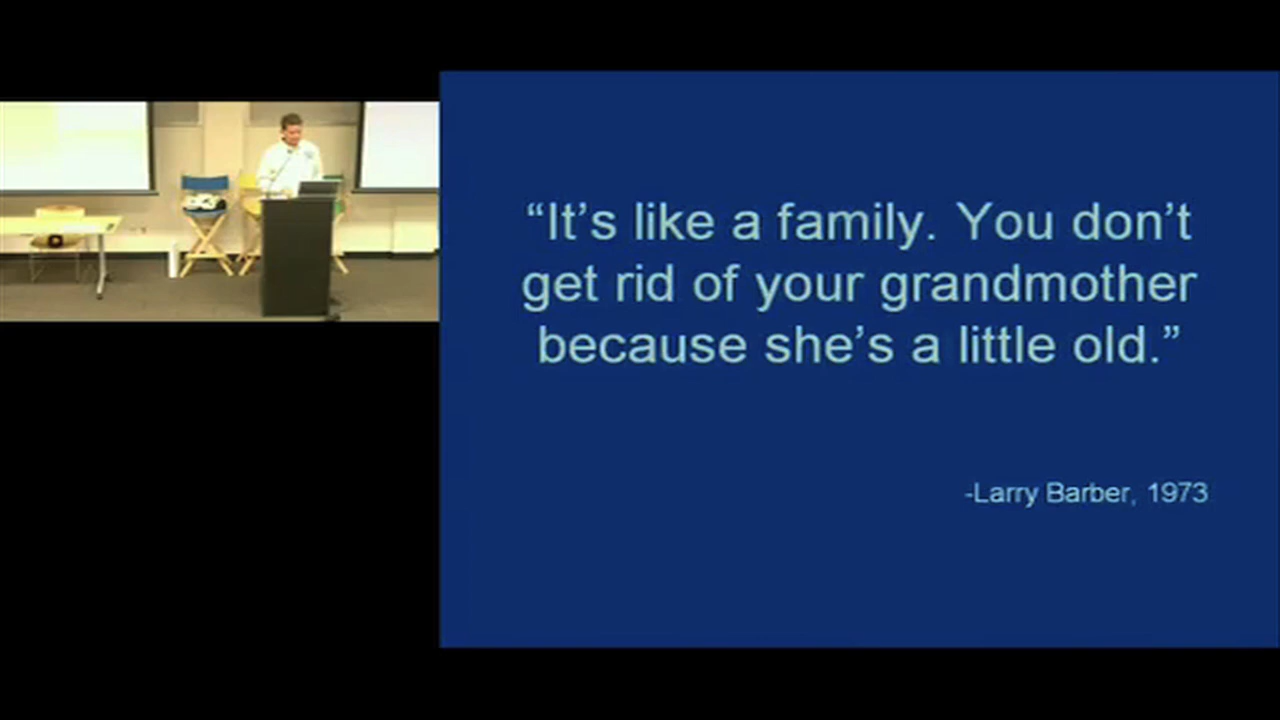 “It’s like a family. You don’t
get rid of your grandmother
because she’s a little old.”
-Larry Barber, 1973